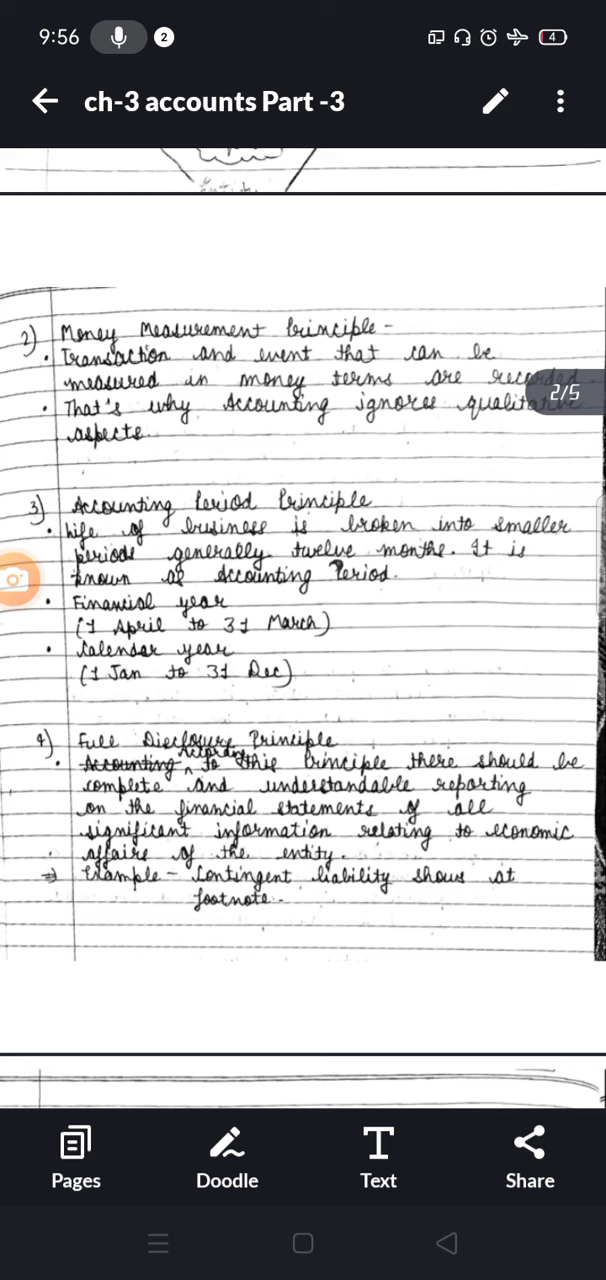 9:56
2
4
ch-3 accounts Part -3
2) Money Measurement Principle -
• Transaction and event that can be
measured in money terms are recorded
• That's why Accounting ignores qualitative
2/5
aspects.
3) Accounting Period Principle
• Life of business is broken into smaller
periods generally twelve months. It is
known as Accounting Period.
• Financial year
(1 April to 31 March)
• Calendar year
(1 Jan to 31 Dec)
4) Full Disclosure Principle
• Accounting According to this Principle there should be
complete and understandable reporting
on the financial statements of all
significant information relating to economic
affairs of the entity.
⇒ Example - Contingent liability shows at
footnote.
Pages
Doodle
Text
Share